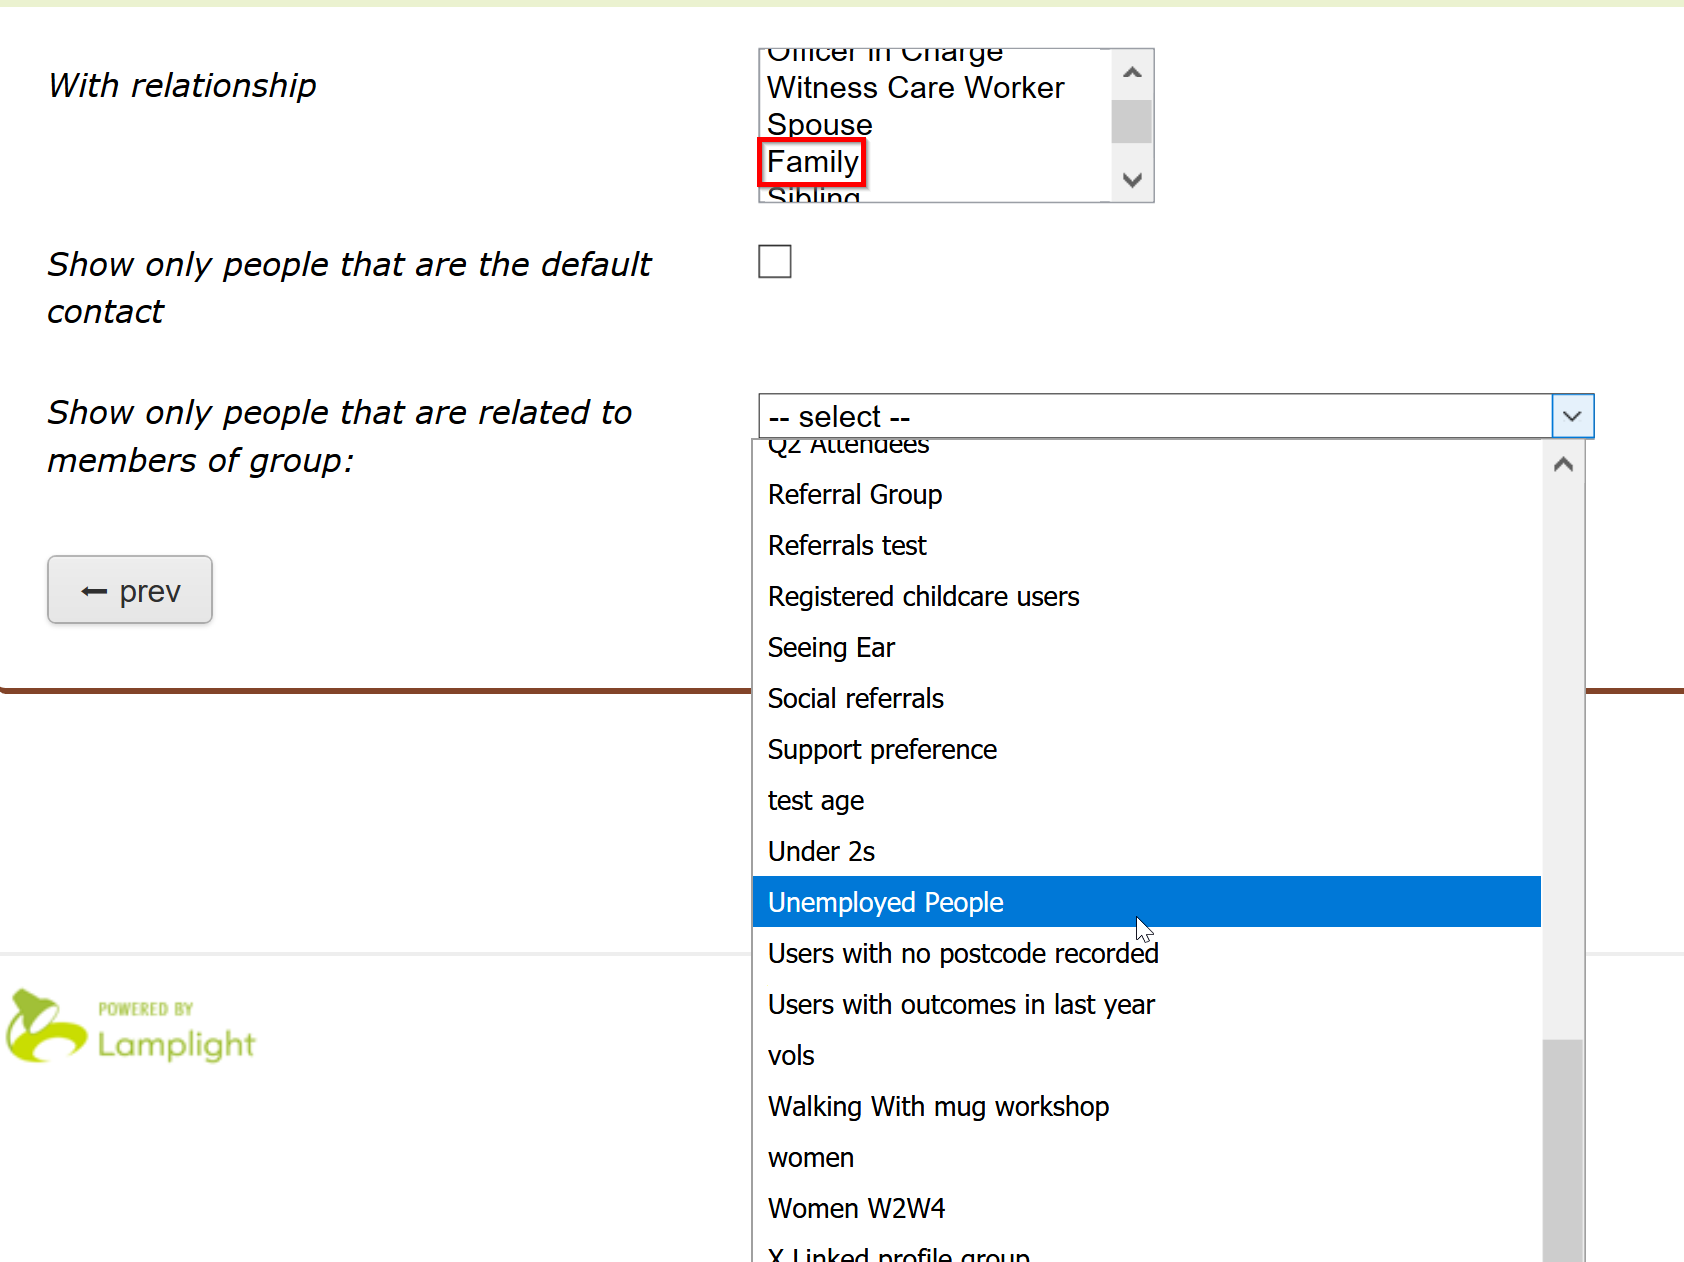 With relationship
Officer in Charge
Witness Care Worker
Spouse
Family
Sibling
Show only people that are the default
contact
Show only people that are related to
members of group:
-- select --
Q2 Attendees
Referral Group
Referrals test
Registered childcare users
Seeing Ear
Social referrals
Support preference
test age
Under 2s
Unemployed People
Users with no postcode recorded
Users with outcomes in last year
vols
Walking With mug workshop
women
Women W2W4
X Linked profile group
prev
POWERED BY
Lamplight